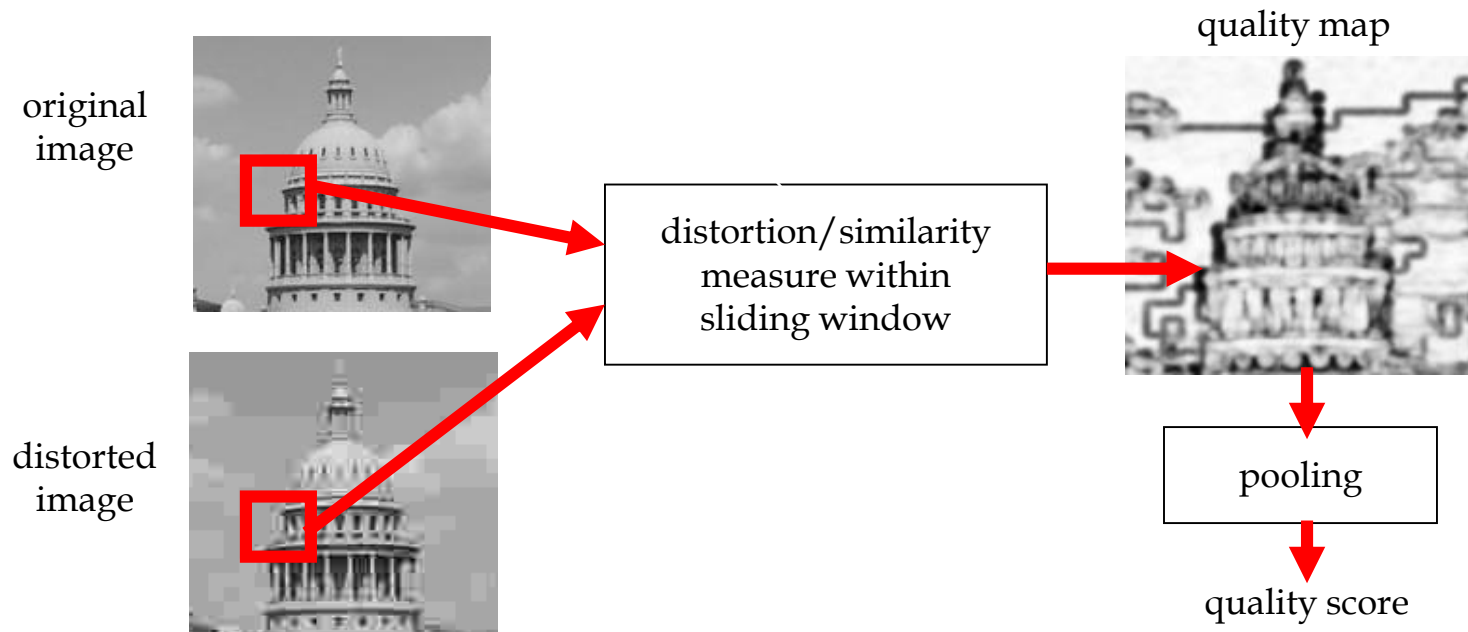 original
image
distorted
image
distortion/similarity
measure within
sliding window
quality map
pooling
quality score